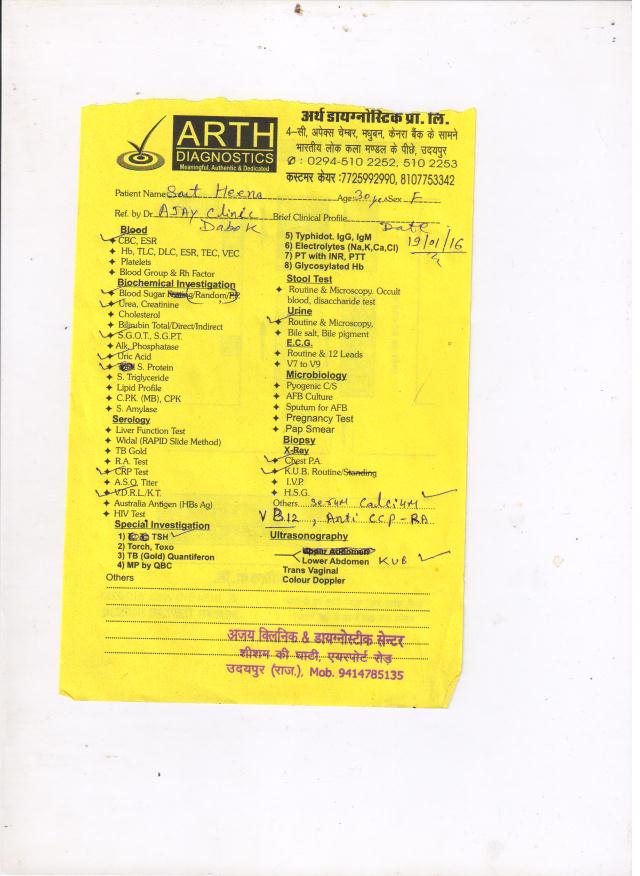 ARTH
DIAGNOSTICS
Meaningful, Authentic & Dedicated
अर्थ डायग्नोस्टिक प्रा. लि.
4-सी, अपेक्स चेम्बर, मधुबन, केनरा बैंक के सामने
भारतीय लोक कला मण्डल के पीछे, उदयपुर
✆ : 0294-510 2252, 510 2253
कस्टमर केयर :7725992990, 8107753342
Patient Name Smt Heena Age 30 yr Sex F
Ref. by Dr AJAY Clinic Brief Clinical Profile Date
Dabok 19/01/16
Blood
CBC, ESR
Hb, TLC, DLC, ESR, TEC, VEC
Platelets
Blood Group & Rh Factor
Biochemical Investigation
Blood Sugar Fasting/Random/P.P.
Urea, Creatinine
Cholesterol
Bilirubin Total/Direct/Indirect
S.G.O.T., S.G.P.T.
Alk. Phosphatase
Uric Acid
S. Protein
S. Triglyceride
Lipid Profile
C.P.K. (MB), CPK
S. Amylase
Serology
Liver Function Test
Widal (RAPID Slide Method)
TB Gold
R.A. Test
CRP Test
A.S.O. Titer
V.D.R.L./K.T.
Australia Antigen (HBs Ag)
HIV Test
Special Investigation
1) TSH
2) Torch, Toxo
3) TB (Gold) Quantiferon
4) MP by QBC
Others
5) Typhidot. IgG, IgM
6) Electrolytes (Na,K,Ca,Cl)
7) PT with INR, PTT
8) Glycosylated Hb
Stool Test
Routine & Microscopy. Occult
blood, disaccharide test
Urine
Routine & Microscopy,
Bile salt, Bile pigment
E.C.G.
Routine & 12 Leads
V7 to V9
Microbiology
Pyogenic C/S
AFB Culture
Sputum for AFB
Pregnancy Test
Pap Smear
Biopsy
X-Ray
Chest P.A.
K.U.B. Routine/Standing
I.V.P.
H.S.G.
Others serum Calcium
B12, Anti CCP-RA
Ultrasonography
Upper Abdomen
Lower Abdomen KUB
Trans Vaginal
Colour Doppler
अजय क्लिनिक & डायग्नोस्टीक सेन्टर
शीशम की घाटी, एयरपोर्ट रोड़
उदयपुर (राज.), Mob. 9414785135